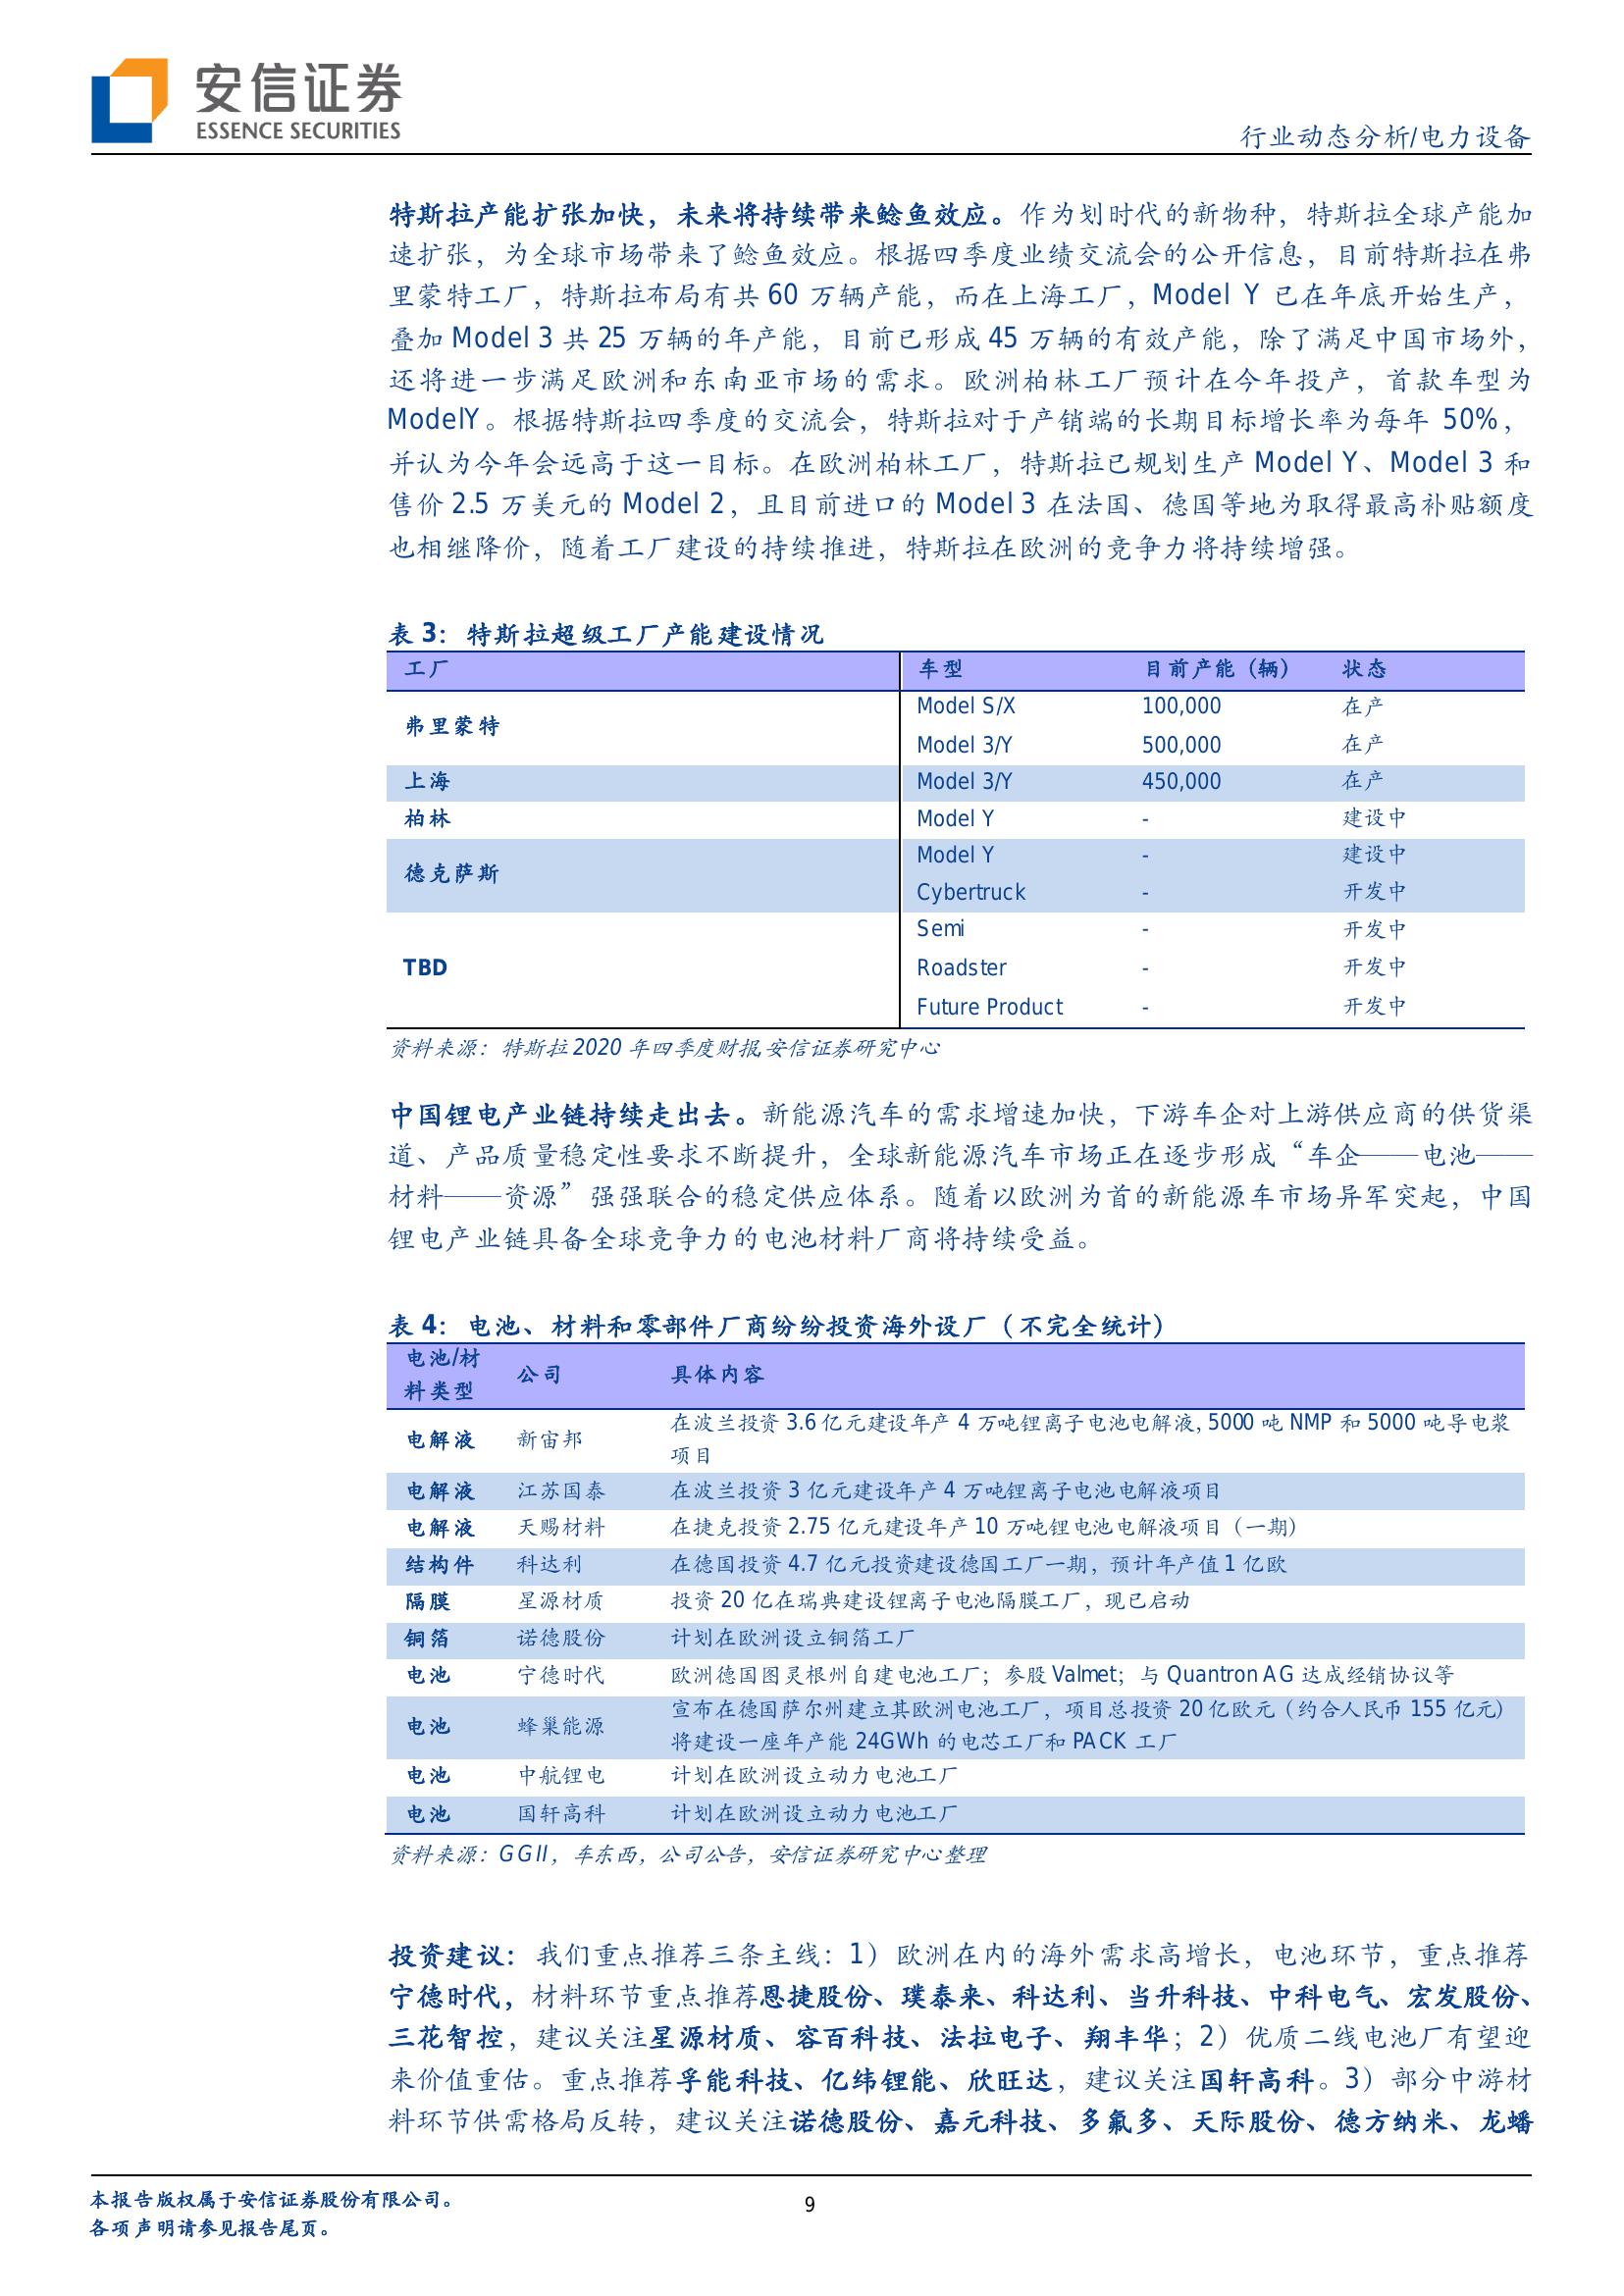 安信证券
ESSENCE SECURITIES
行业动态分析/电力设备
特斯拉产能扩张加快，未来将持续带来鲶鱼效应。作为划时代的新物种，特斯拉全球产能加
速扩张，为全球市场带来了鲶鱼效应。根据四季度业绩交流会的公开信息，目前特斯拉在弗
里蒙特工厂，特斯拉布局有共 60 万辆产能，而在上海工厂，Model Y 已在年底开始生产，
叠加 Model 3 共 25 万辆的年产能，目前已形成 45 万辆的有效产能，除了满足中国市场外，
还将进一步满足欧洲和东南亚市场的需求。欧洲柏林工厂预计在今年投产，首款车型为
ModelY。根据特斯拉四季度的交流会，特斯拉对于产销端的长期目标增长率为每年 50%，
并认为今年会远高于这一目标。在欧洲柏林工厂，特斯拉已规划生产 Model Y、Model 3 和
售价 2.5 万美元的 Model 2，且目前进口的 Model 3 在法国、德国等地为取得最高补贴额度
也相继降价，随着工厂建设的持续推进，特斯拉在欧洲的竞争力将持续增强。
表 3：特斯拉超级工厂产能建设情况
工厂 车型 目前产能（辆） 状态
弗里蒙特 Model S/X 100,000 在产
Model 3/Y 500,000 在产
上海 Model 3/Y 450,000 在产
柏林 Model Y - 建设中
德克萨斯 Model Y - 建设中
Cybertruck - 开发中
TBD Semi - 开发中
Roadster - 开发中
Future Product - 开发中
资料来源：特斯拉 2020 年四季度财报,安信证券研究中心
中国锂电产业链持续走出去。新能源汽车的需求增速加快，下游车企对上游供应商的供货渠
道、产品质量稳定性要求不断提升，全球新能源汽车市场正在逐步形成“车企——电池——
材料——资源”强强联合的稳定供应体系。随着以欧洲为首的新能源车市场异军突起，中国
锂电产业链具备全球竞争力的电池材料厂商将持续受益。
表 4：电池、材料和零部件厂商纷纷投资海外设厂（不完全统计）
电池/材料类型 公司 具体内容
电解液 新宙邦 在波兰投资 3.6 亿元建设年产 4 万吨锂离子电池电解液, 5000 吨 NMP 和 5000 吨导电浆
项目
电解液 江苏国泰 在波兰投资 3 亿元建设年产 4 万吨锂离子电池电解液项目
电解液 天赐材料 在捷克投资 2.75 亿元建设年产 10 万吨锂电池电解液项目（一期）
结构件 科达利 在德国投资 4.7 亿元投资建设德国工厂一期，预计年产值 1 亿欧
隔膜 星源材质 投资 20 亿在瑞典建设锂离子电池隔膜工厂，现已启动
铜箔 诺德股份 计划在欧洲设立铜箔工厂
电池 宁德时代 欧洲德国图灵根州自建电池工厂；参股 Valmet；与 Quantron AG 达成经销协议等
电池 蜂巢能源 宣布在德国萨尔州建立其欧洲电池工厂，项目总投资 20 亿欧元（约合人民币 155 亿元）
将建设一座年产能 24GWh 的电芯工厂和 PACK 工厂
电池 中航锂电 计划在欧洲设立动力电池工厂
电池 国轩高科 计划在欧洲设立动力电池工厂
资料来源：GGII，车东西，公司公告，安信证券研究中心整理
投资建议：我们重点推荐三条主线：1）欧洲在内的海外需求高增长，电池环节，重点推荐
宁德时代，材料环节重点推荐恩捷股份、璞泰来、科达利、当升科技、中科电气、宏发股份、
三花智控，建议关注星源材质、容百科技、法拉电子、翔丰华；2）优质二线电池厂有望迎
来价值重估。重点推荐孚能科技、亿纬锂能、欣旺达，建议关注国轩高科。3）部分中游材
料环节供需格局反转，建议关注诺德股份、嘉元科技、多氟多、天际股份、德方纳米、龙蟠
本报告版权属于安信证券股份有限公司。
各项声明请参见报告尾页。
9